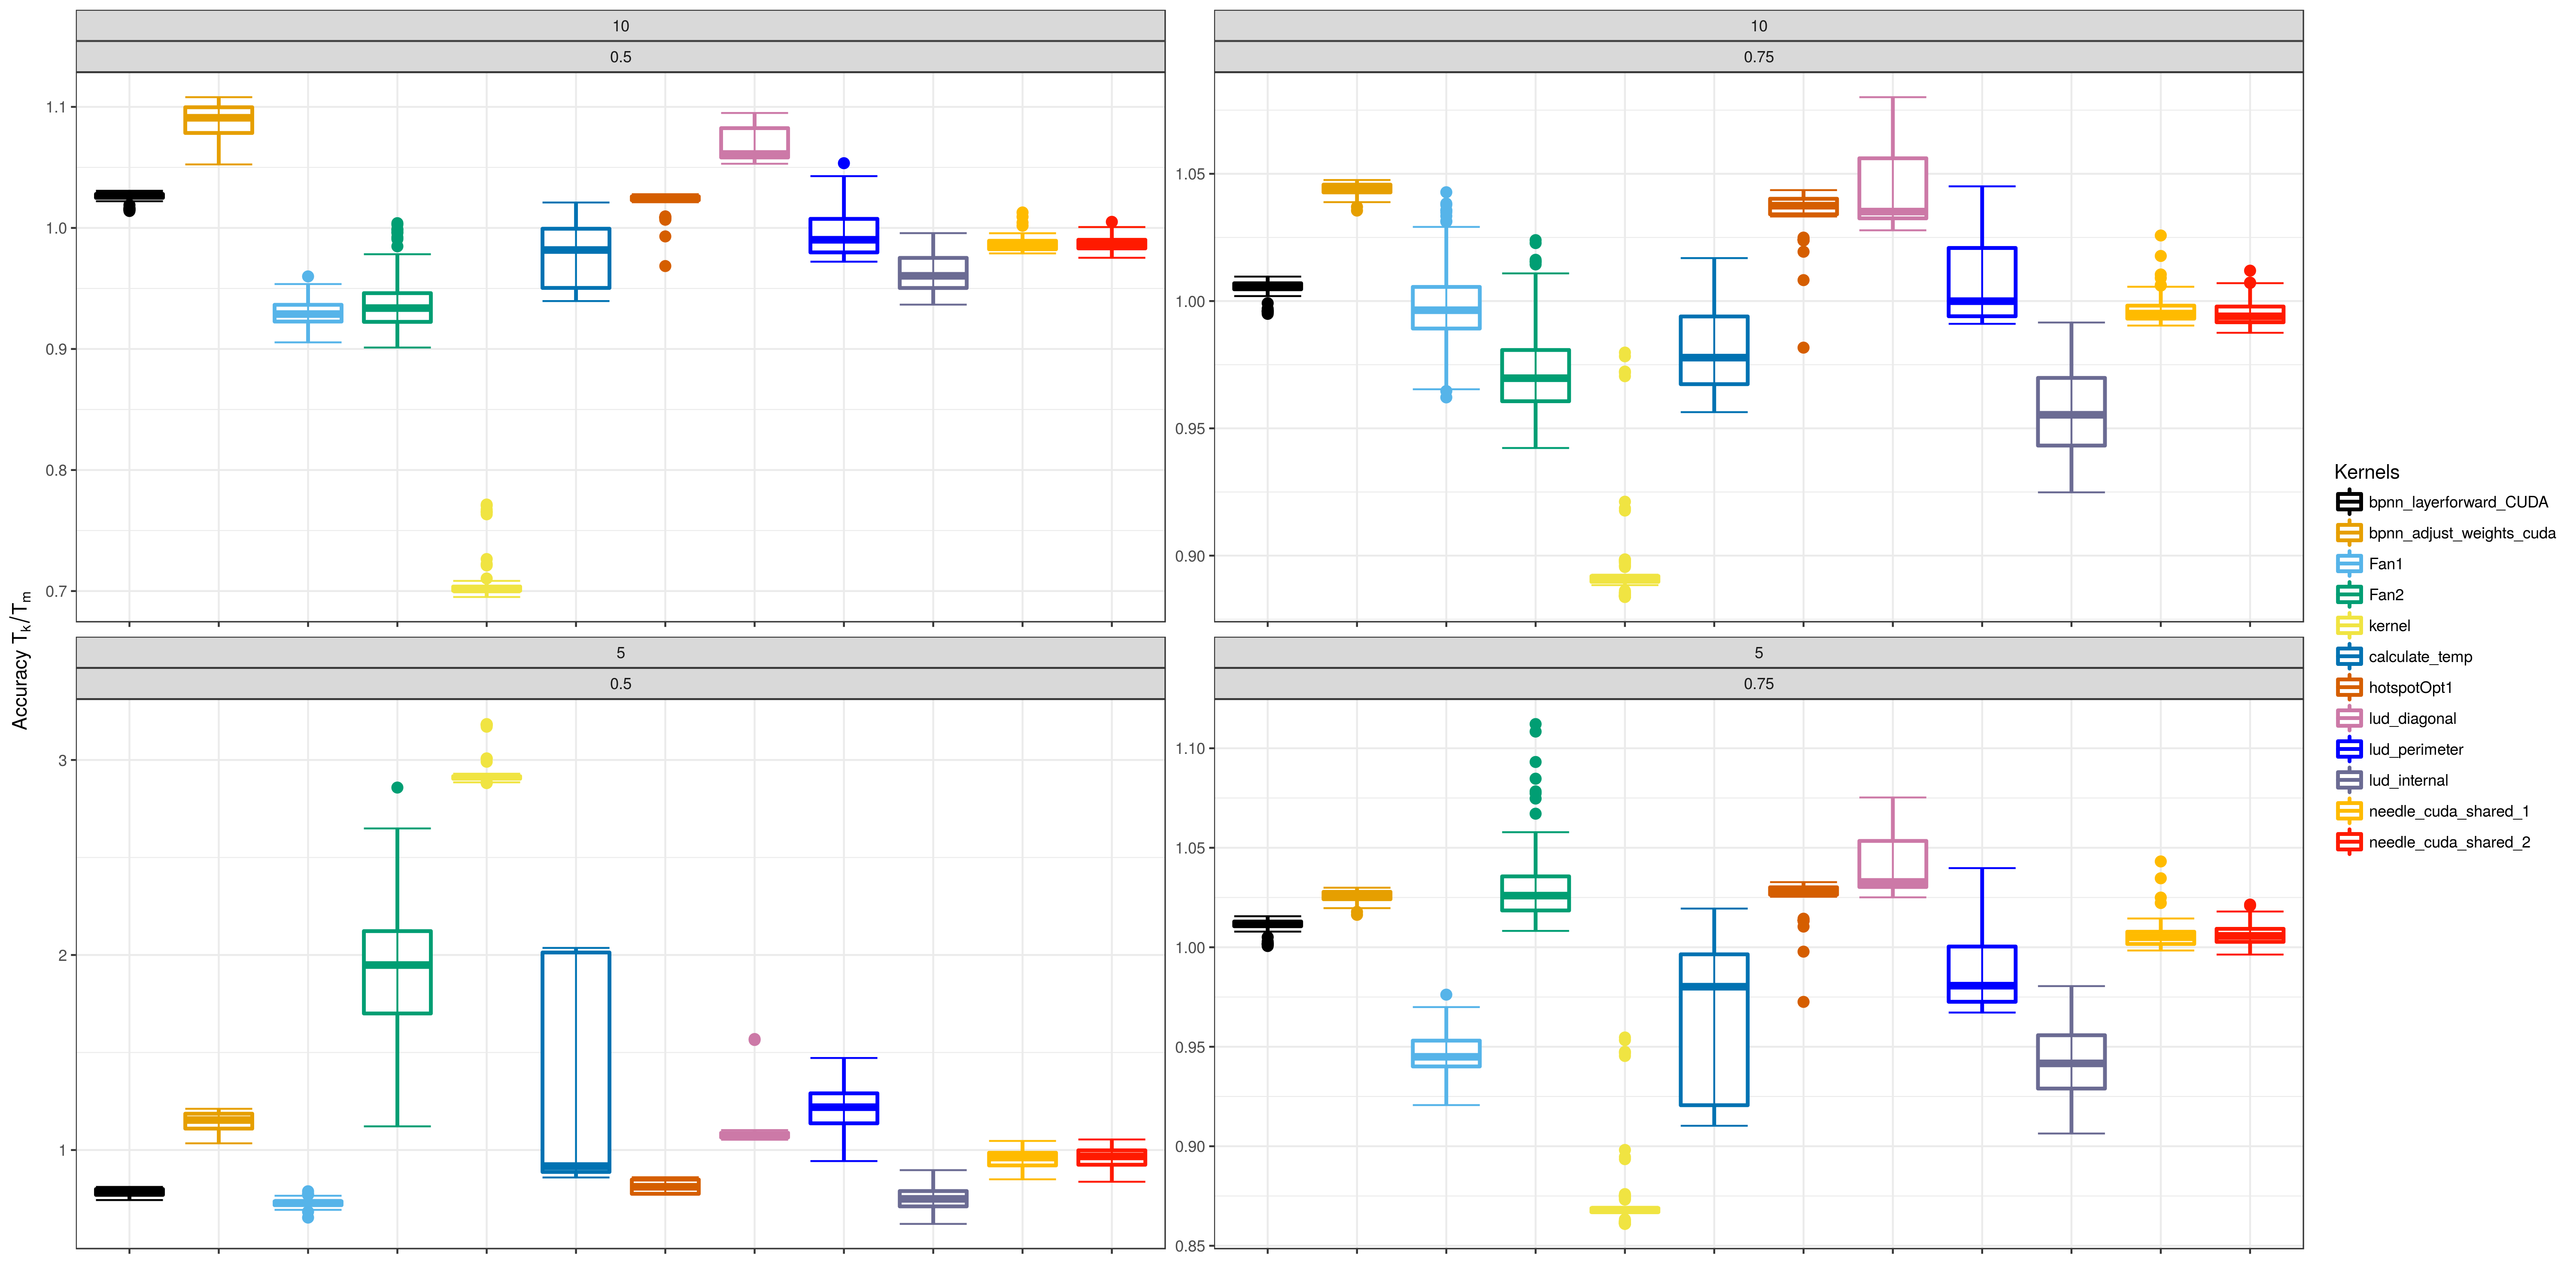 10
0.5
10
0.75
1.1
1.0
0.9
0.8
0.7
1.05
1.00
0.95
0.90
5
0.5
5
0.75
3
2
1
1.10
1.05
1.00
0.95
0.90
0.85
Accuracy Tk/Tm
Kernels
bpnn_layerforward_CUDA
bpnn_adjust_weights_cuda
Fan1
Fan2
kernel
calculate_temp
hotspotOpt1
lud_diagonal
lud_perimeter
lud_internal
needle_cuda_shared_1
needle_cuda_shared_2